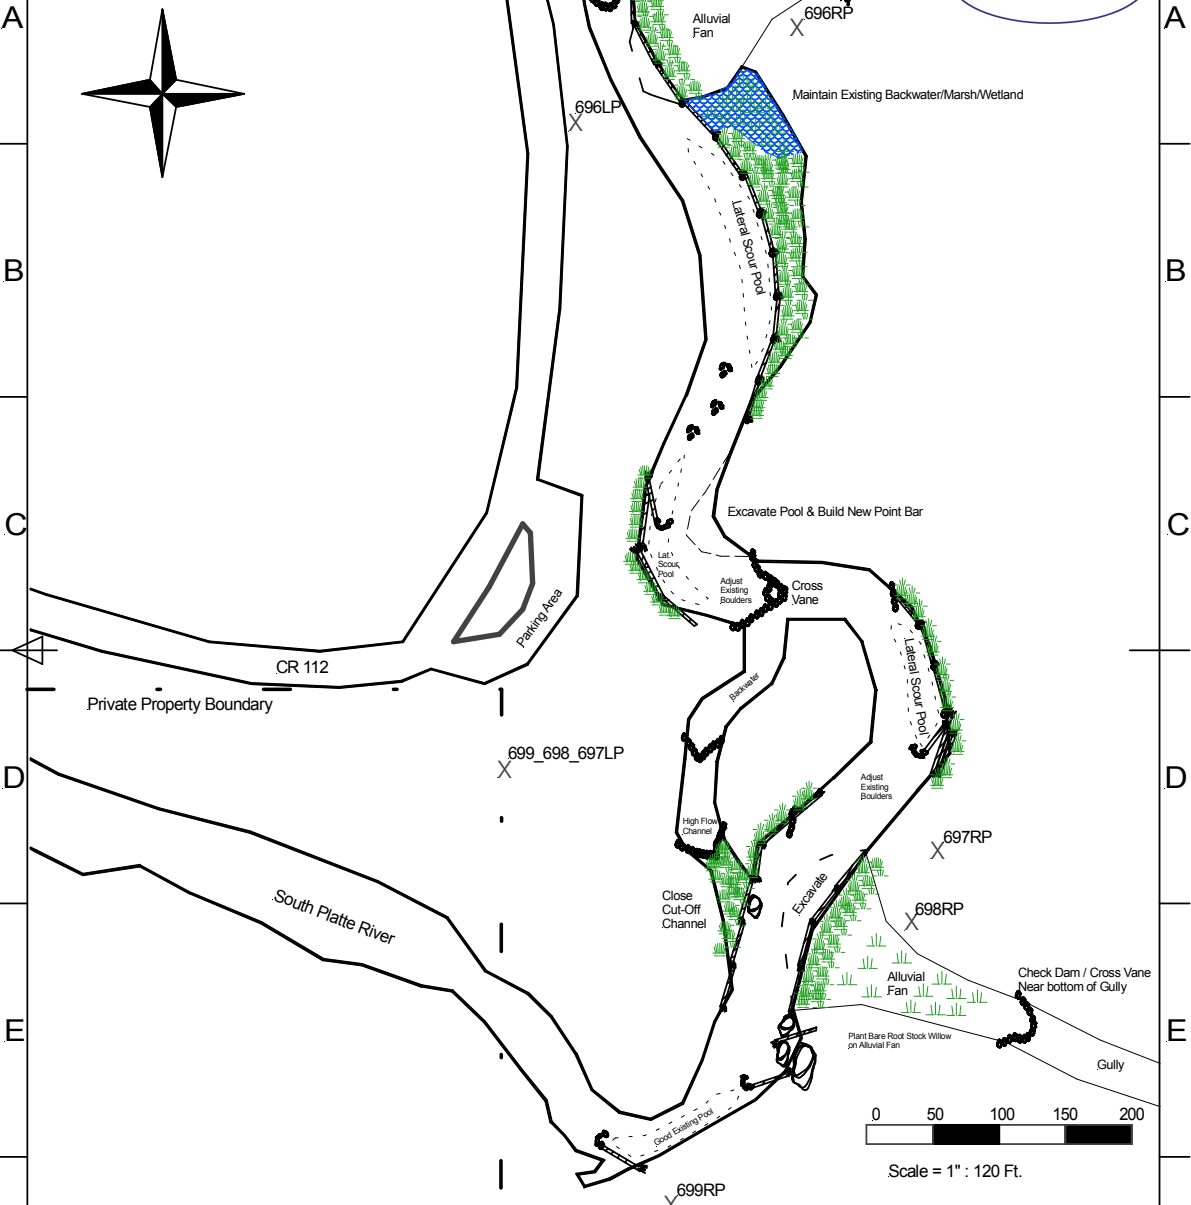 A
A
Alluvial
Fan
696RP
696LP
Maintain Existing Backwater/Marsh/Wetland
B
B
Lateral Scour Pool
C
C
Excavate Pool & Build New Point Bar
Lat.
Scour
Pool
Adjust
Existing
Boulders
Cross
Vane
Parking Area
CR 112
Private Property Boundary
Backwater
Lateral Scour Pool
699_698_697LP
D
D
Adjust
Existing
Boulders
High Flow
Channel
697RP
Close
Cut-Off
Channel
Excavate
698RP
South Platte River
Alluvial
Fan
Check Dam / Cross Vane
Near bottom of Gully
E
E
Plant Bare Root Stock Willow
on Alluvial Fan
Gully
Good Existing Pool
0 50 100 150 200
Scale = 1" : 120 Ft.
699RP